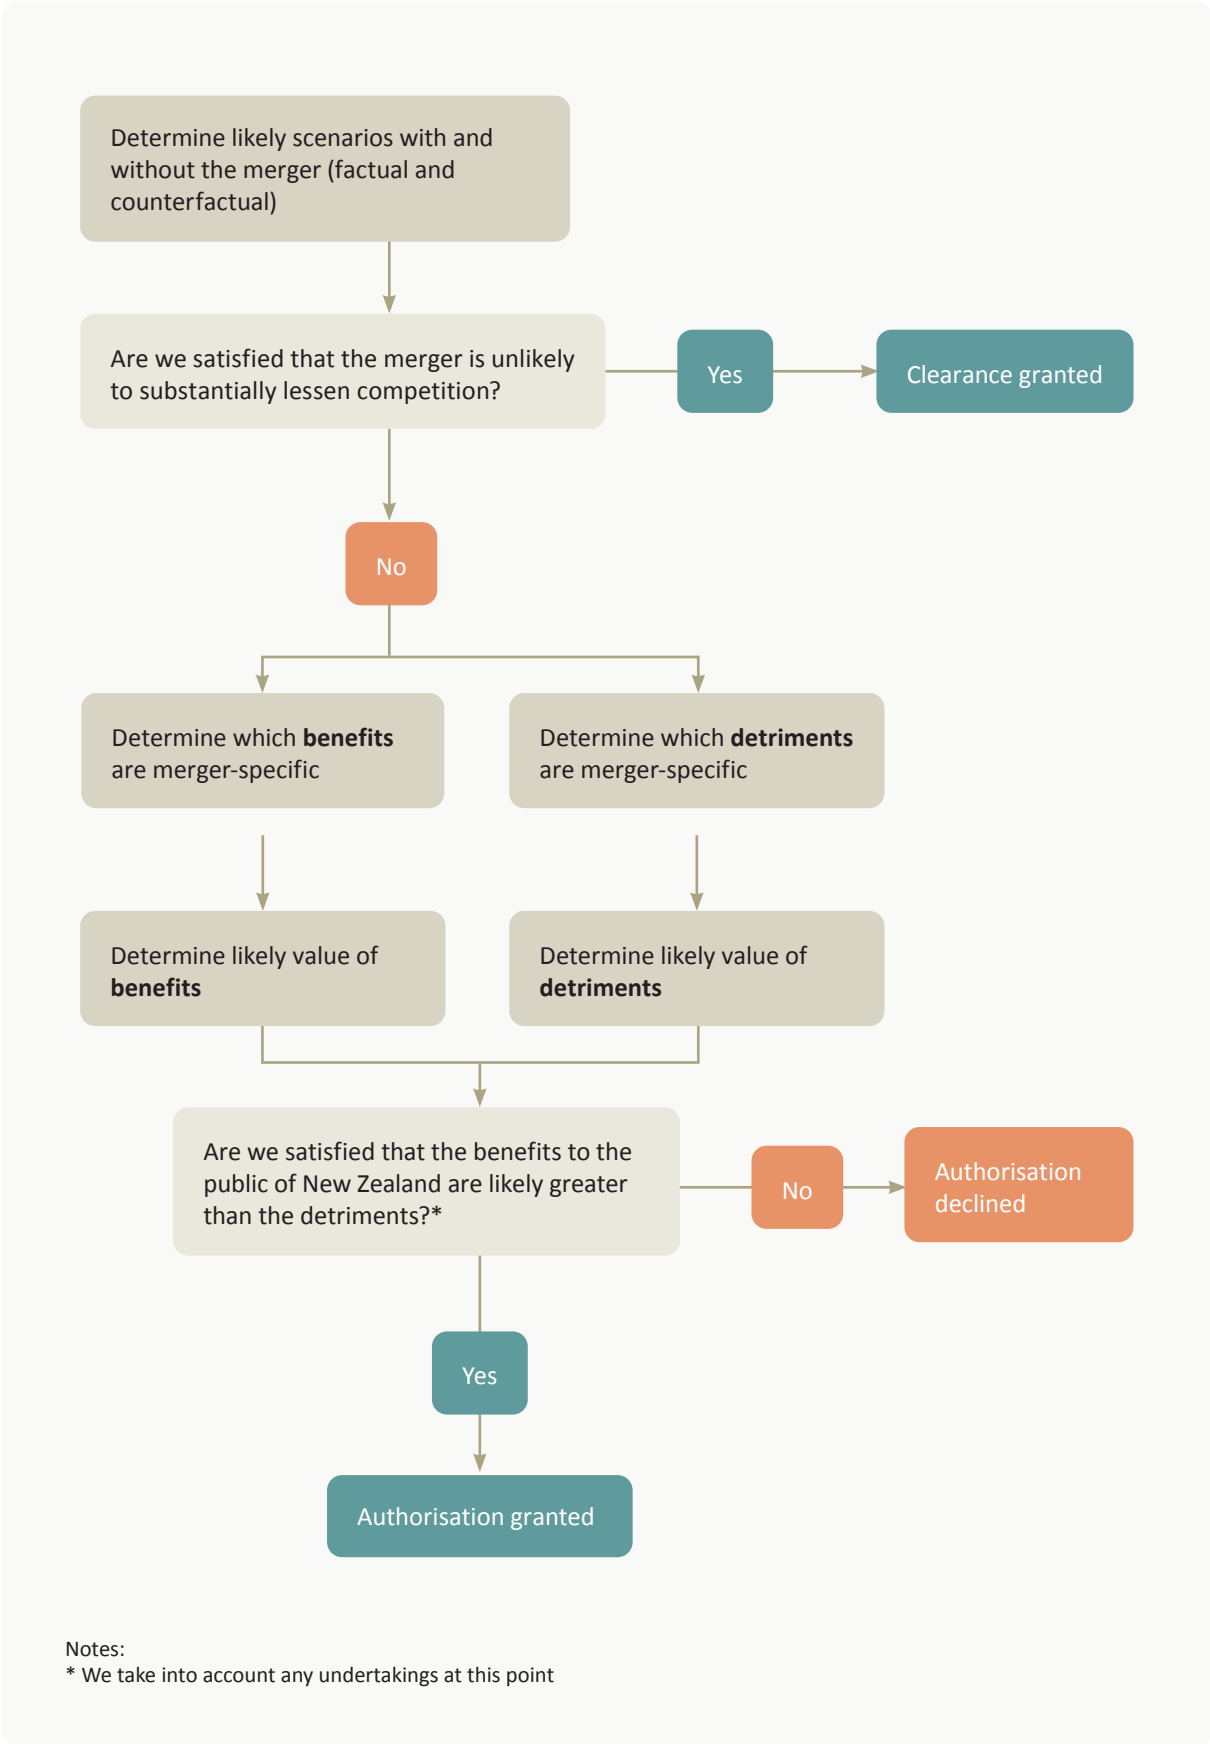 Determine likely scenarios with and
without the merger (factual and
counterfactual)
Are we satisfied that the merger is unlikely
to substantially lessen competition?
Yes
Clearance granted
No
Determine which benefits
are merger-specific
Determine which detriments
are merger-specific
Determine likely value of
benefits
Determine likely value of
detriments
Are we satisfied that the benefits to the
public of New Zealand are likely greater
than the detriments?*
No
Authorisation
declined
Yes
Authorisation granted
Notes:
* We take into account any undertakings at this point